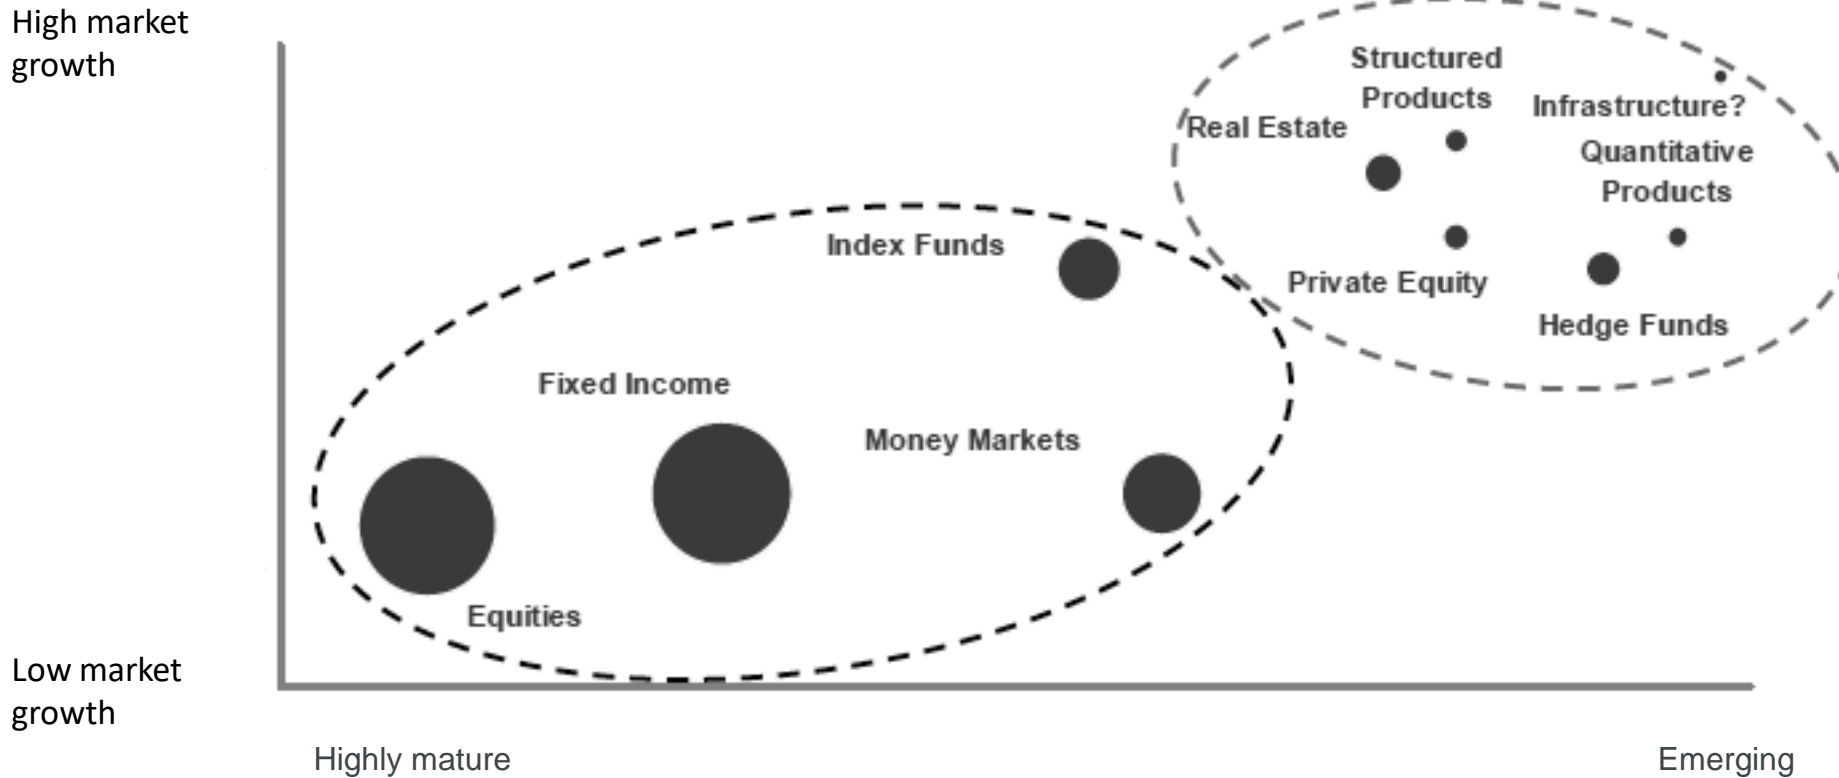 High market
growth
Structured
Products
Infrastructure?
Real Estate
Quantitative
Products
Index Funds
Private Equity
Hedge Funds
Fixed Income
Money Markets
Equities
Low market
growth
Highly mature
Emerging